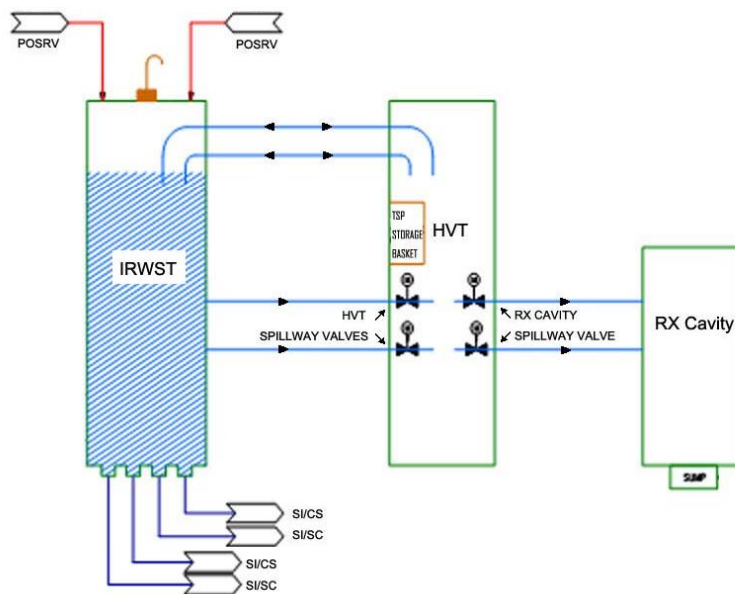 POSRV
POSRV
TSP
STORAGE
BASKET
HVT
IRWST
HVT
RX CAVITY
SPILLWAY VALVES
SPILLWAY VALVE
RX Cavity
SUMP
SI/CS
SI/SC
SI/CS
SI/SC